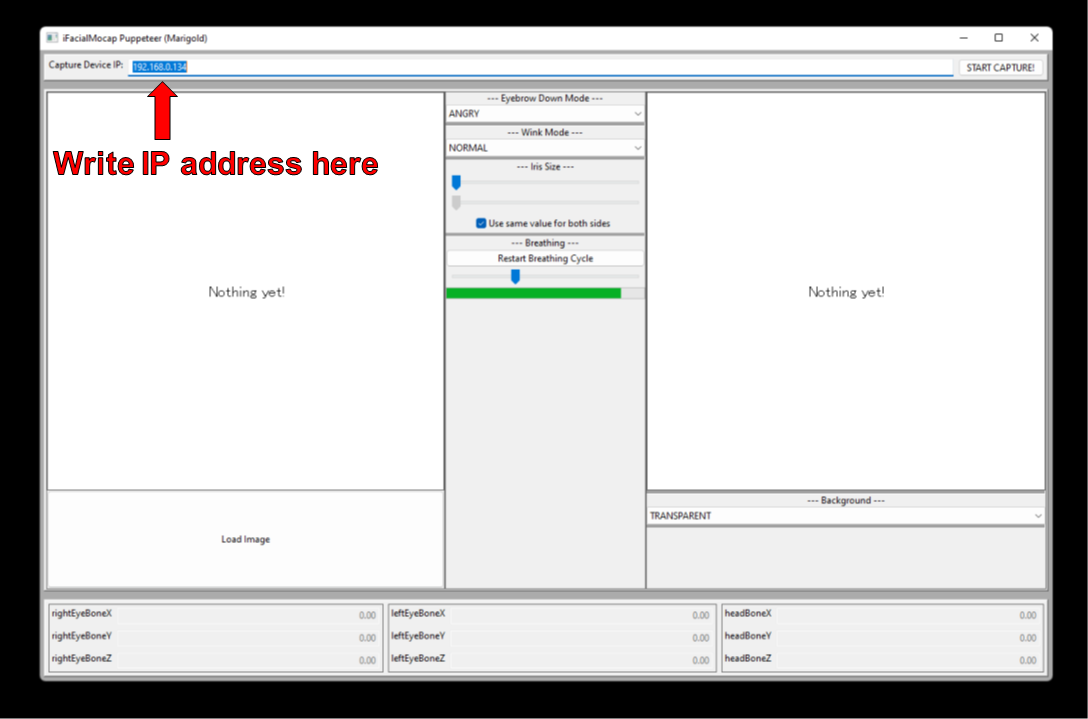 iFacialMocap Puppeteer (Marigold)
Capture Device IP: 192.168.0.134 START CAPTURE!
Write IP address here
Nothing yet!
Load Image
--- Eyebrow Down Mode ---
ANGRY
--- Wink Mode ---
NORMAL
--- Iris Size ---
Use same value for both sides
--- Breathing ---
Restart Breathing Cycle
Nothing yet!
--- Background ---
TRANSPARENT
rightEyeBoneX 0.00
rightEyeBoneY 0.00
rightEyeBoneZ 0.00
leftEyeBoneX 0.00
leftEyeBoneY 0.00
leftEyeBoneZ 0.00
headBoneX 0.00
headBoneY 0.00
headBoneZ 0.00